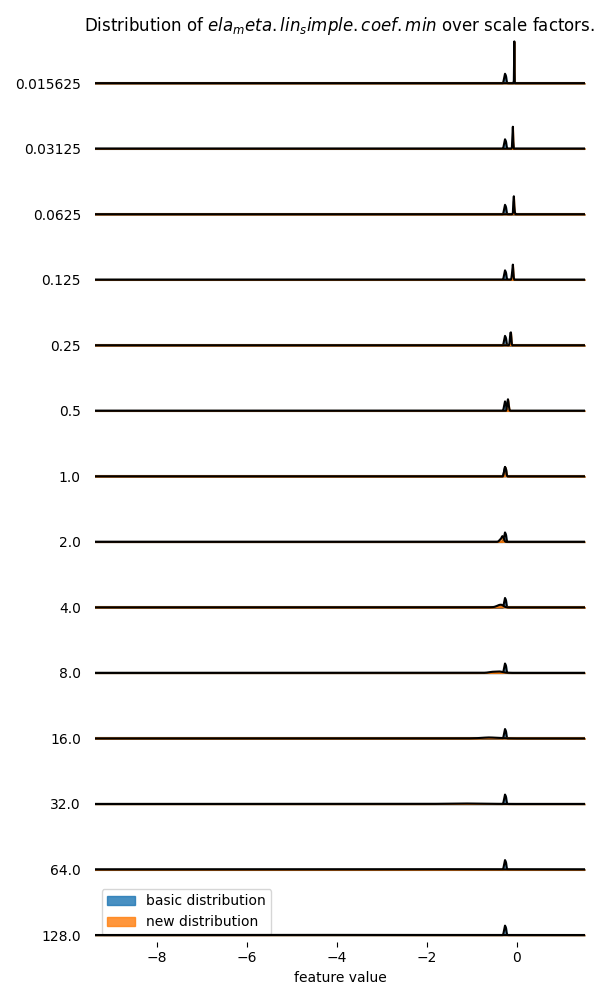 Distribution of elaₘeta.linₛimple.coef.min over scale factors.
0.015625
0.03125
0.0625
0.125
0.25
0.5
1.0
2.0
4.0
8.0
16.0
32.0
64.0
128.0
basic distribution
new distribution
−8 −6 −4 −2 0
feature value